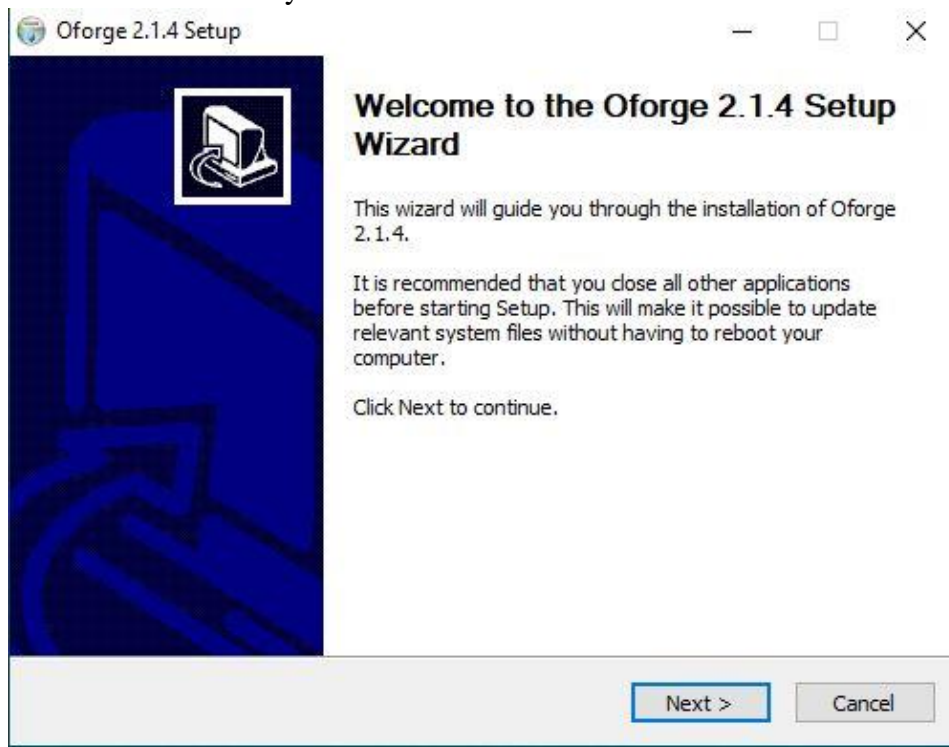 Oforge 2.1.4 Setup
Welcome to the Oforge 2.1.4 Setup
Wizard
This wizard will guide you through the installation of Oforge
2.1.4.
It is recommended that you close all other applications
before starting Setup. This will make it possible to update
relevant system files without having to reboot your
computer.
Click Next to continue.
Next >
Cancel